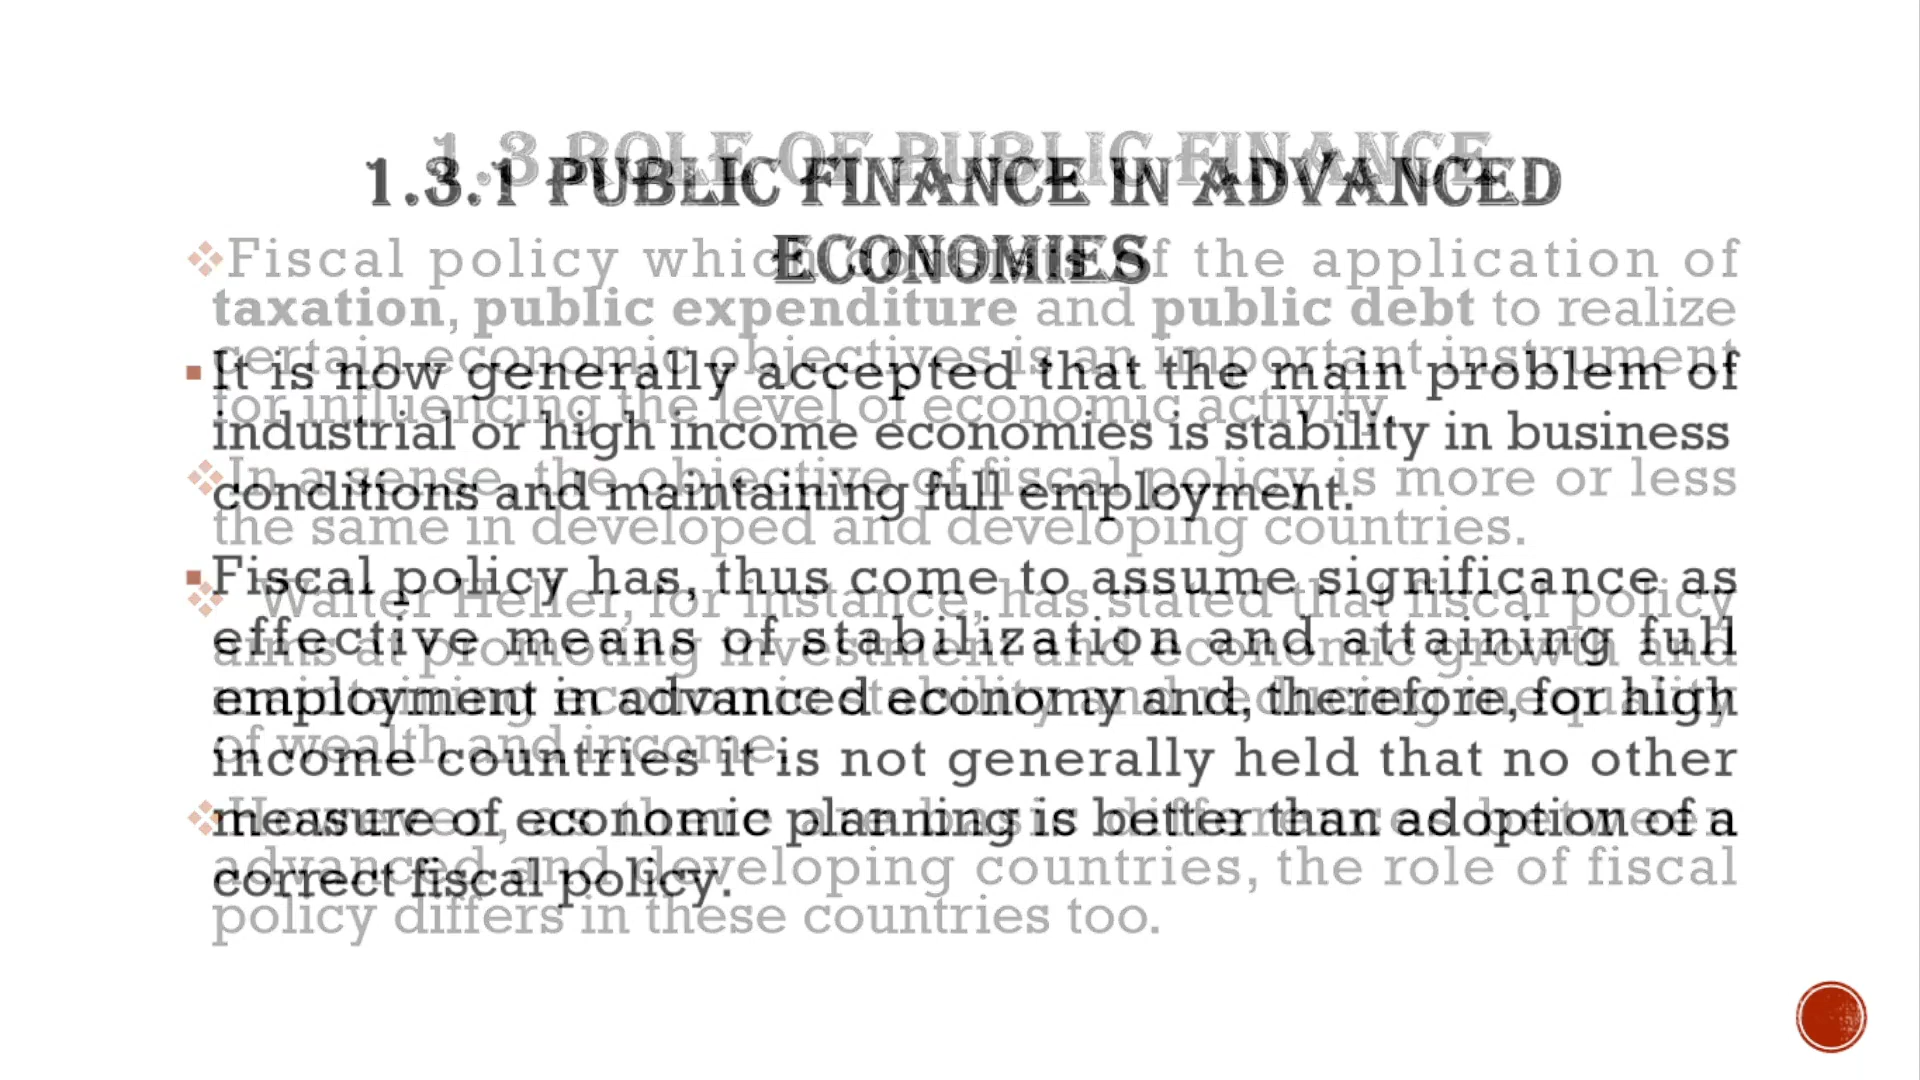 1.3 ROLE OF PUBLIC FINANCE
❖Fiscal policy which consists of the application of
taxation, public expenditure and public debt to realize
certain economic objectives is an important instrument
for influencing the level of economic activity.
❖In a sense, the objective of fiscal policy is more or less
the same in developed and developing countries.
❖ Walter Heller, for instance, has stated that fiscal policy
aims at promoting investment and economic growth and
maintaining economic stability and reducing inequality
of wealth and income.
❖However, as there are basic differences between
advanced and developing countries, the role of fiscal
policy differs in these countries too.
1.3.1 PUBLIC FINANCE IN ADVANCED
ECONOMIES
▪It is now generally accepted that the main problem of
industrial or high income economies is stability in business
conditions and maintaining full employment.
▪Fiscal policy has, thus come to assume significance as
effective means of stabilization and attaining full
employment in advanced economy and, therefore, for high
income countries it is not generally held that no other
measure of economic planning is better than adoption of a
correct fiscal policy.